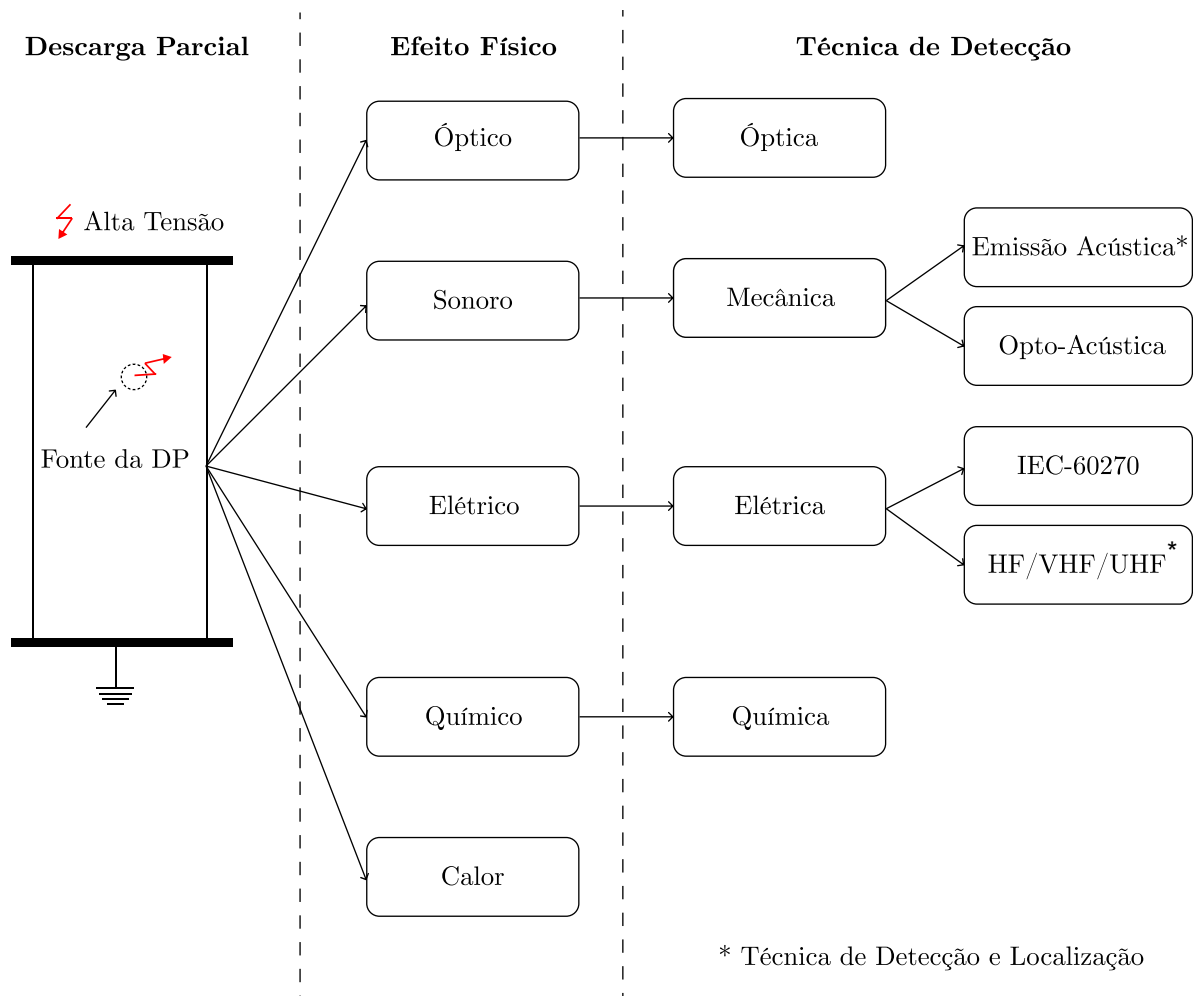 Descarga Parcial
Efeito Físico
Técnica de Detecção
Alta Tensão
Fonte da DP
Óptico
Óptica
Sonoro
Mecânica
Emissão Acústica*
Opto-Acústica
Elétrico
Elétrica
IEC-60270
HF/VHF/UHF*
Químico
Química
Calor
* Técnica de Detecção e Localização